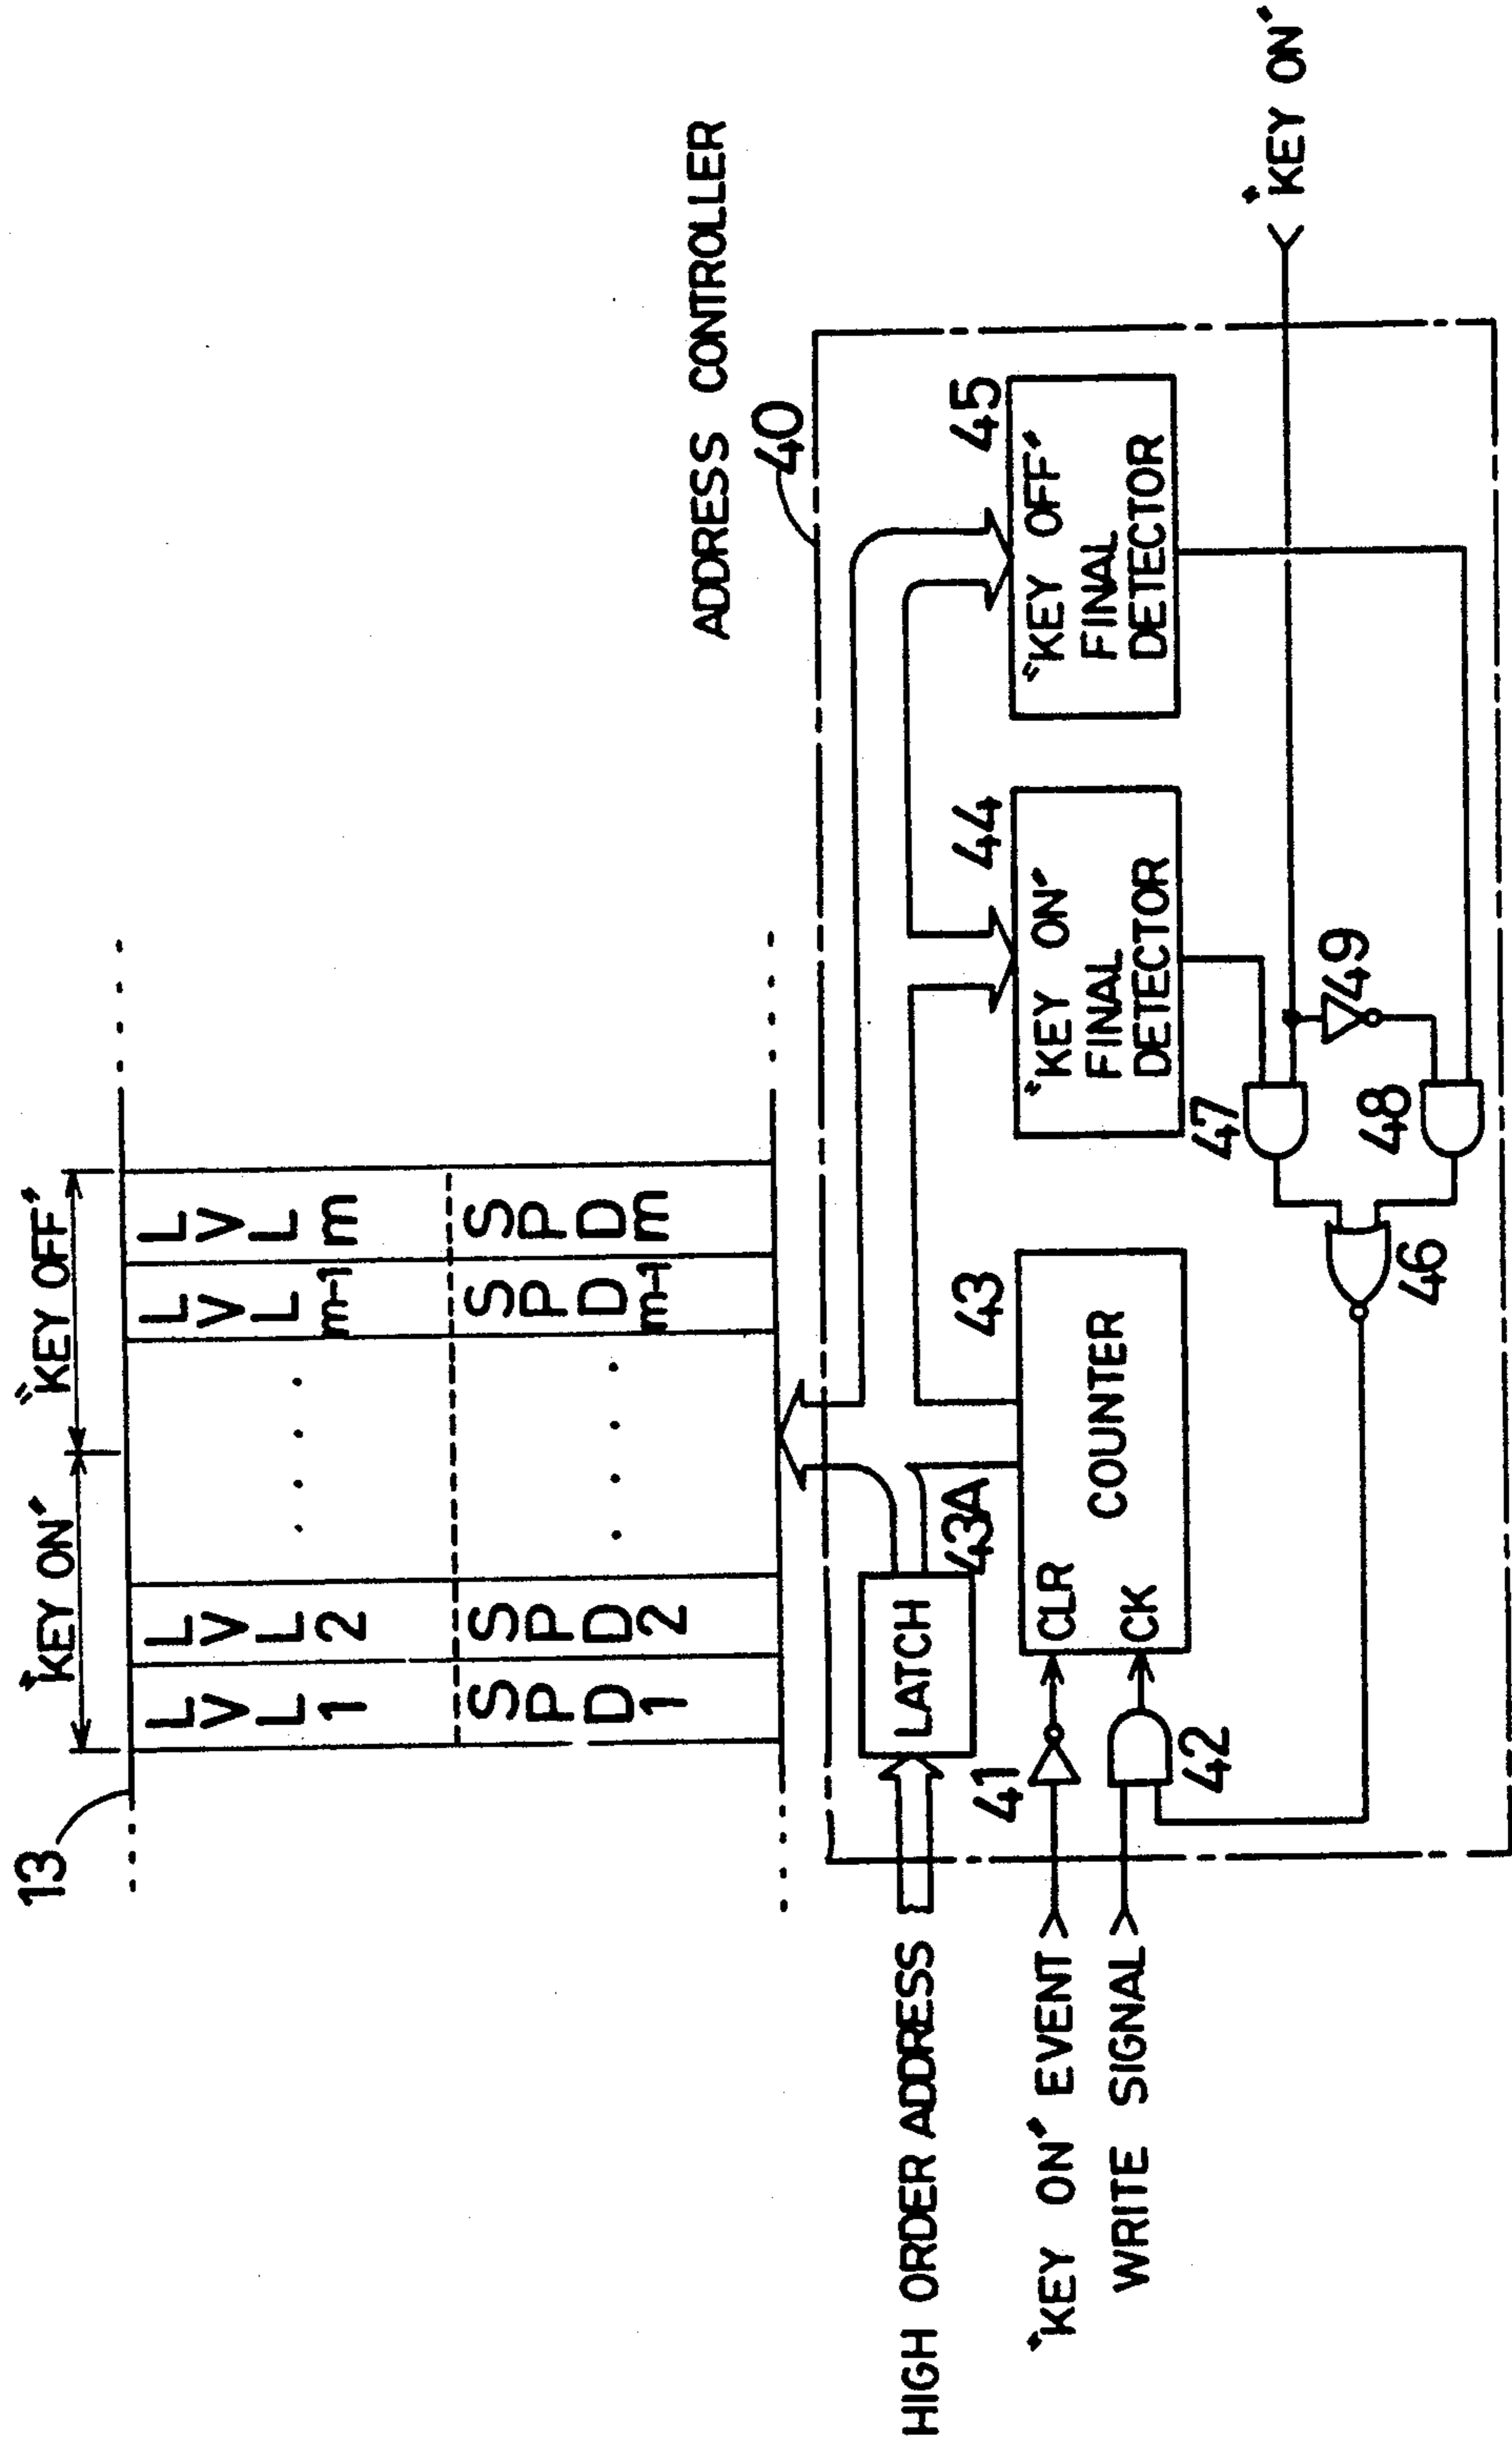 13
"KEY ON" "KEY OFF"
LVL1 LVL2 LVLm-1 LVLm
SPD1 SPD2 SPDm-1 SPDm
ADDRESS CONTROLLER
40
HIGH ORDER ADDRESS
LATCH
43A
"KEY ON" EVENT
41
WRITE SIGNAL
42
CLR
CK
COUNTER
43
"KEY ON"
FINAL
DETECTOR
44
"KEY OFF"
FINAL
DETECTOR
45
47
49
48
46
"KEY ON"